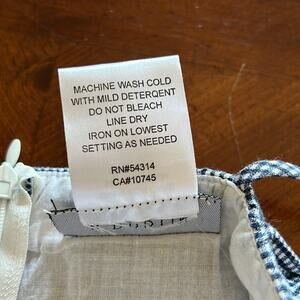 MACHINE WASH COLD
WITH MILD DETERQENT
DO NOT BLEACH
LINE DRY
IRON ON LOWEST
SETTING AS NEEDED
RN#54314
CA#10745